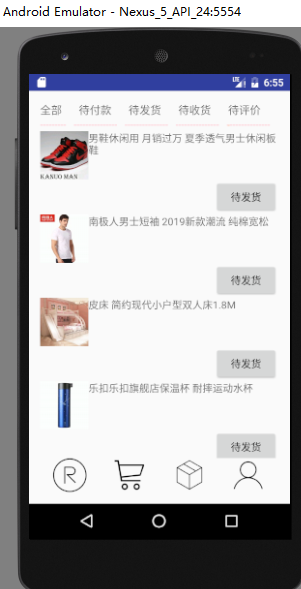 Android Emulator - Nexus_5_API_24:5554
LTE 6:55
全部 待付款 待发货 待收货 待评价
男鞋休闲用 月销过万 夏季透气男士休闲板
鞋
KANUO MAN
待发货
南极人男士短袖 2019新款潮流 纯棉宽松
待发货
皮床 简约现代小户型双人床1.8M
待发货
乐扣乐扣旗舰店保温杯 耐摔运动水杯
待发货
R